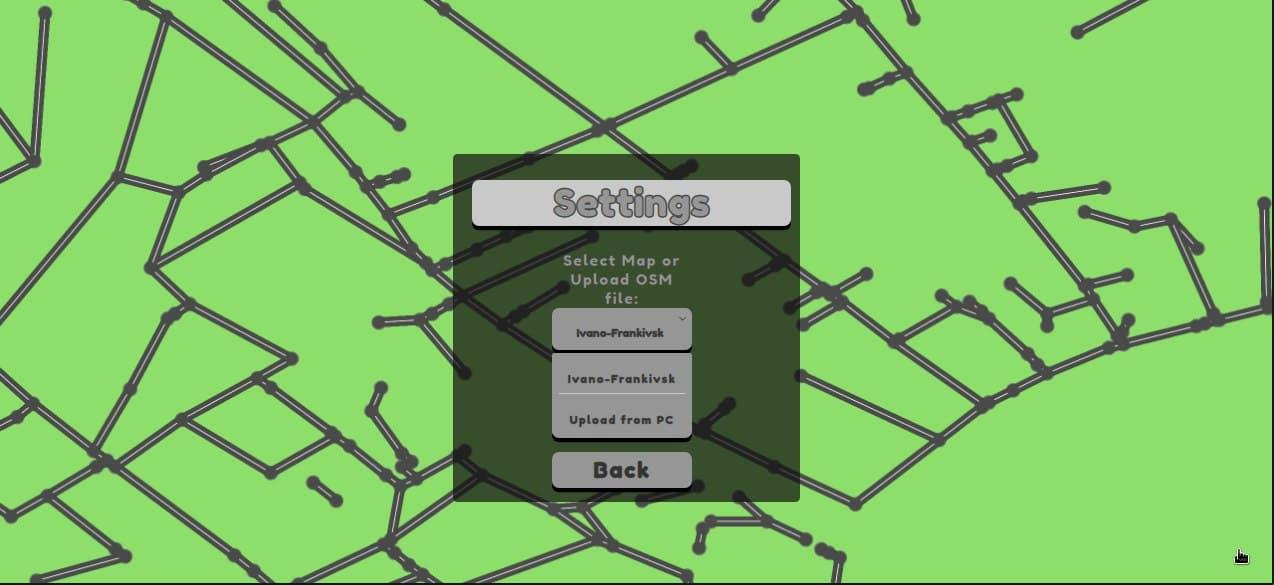 Settings
Select Map or
Upload OSM
file:
Ivano-Frankivsk
Ivano-Frankivsk
Upload from PC
Back